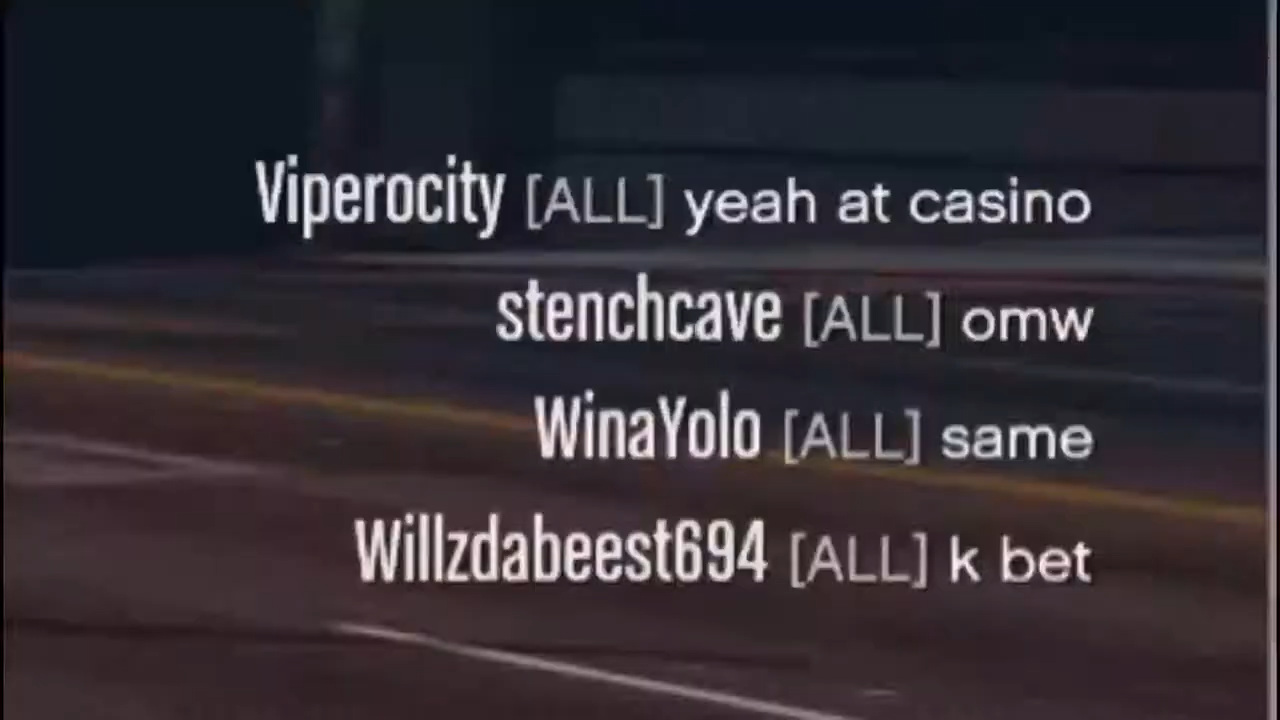 Viperocity [ALL] yeah at casino
stenchcave [ALL] omw
WinaYolo [ALL] same
Willzdabeest694 [ALL] k bet